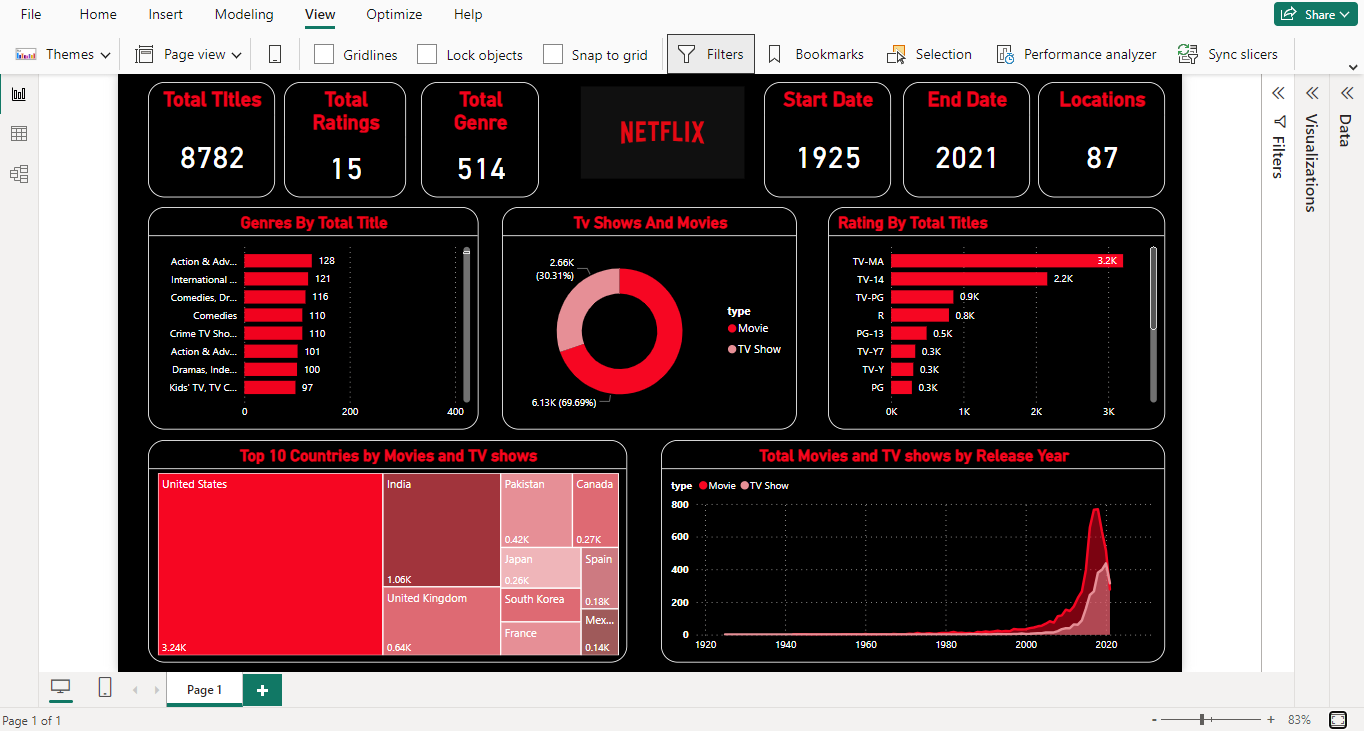 File Home Insert Modeling View Optimize Help Share
Themes Page view Gridlines Lock objects Snap to grid Filters Bookmarks Selection Performance analyzer Sync slicers
Total Titles
8782
Total
Ratings
15
Total
Genre
514
NETFLIX
Start Date
1925
End Date
2021
Locations
87
Filters
Visualizations
Data
Genres By Total Title
Action & Adv... 128
International ... 121
Comedies, Dr... 116
Comedies 110
Crime TV Sho... 110
Action & Adv... 101
Dramas, Inde... 100
Kids' TV, TV C... 97
0 200 400
Tv Shows And Movies
2.66K
(30.31%)
type
Movie
TV Show
6.13K (69.69%)
Rating By Total Titles
TV-MA 3.2K
TV-14 2.2K
TV-PG 0.9K
R 0.8K
PG-13 0.5K
TV-Y7 0.3K
TV-Y 0.3K
PG 0.3K
0K 1K 2K 3K
Top 10 Countries by Movies and TV shows
United States
3.24K
India
1.06K
United Kingdom
0.64K
Pakistan
0.42K
Canada
0.27K
Japan
0.26K
Spain
0.18K
South Korea
France
Mex...
0.14K
Total Movies and TV shows by Release Year
type Movie TV Show
800
600
400
200
0
1920 1940 1960 1980 2000 2020
Page 1 +
Page 1 of 1 - + 83%